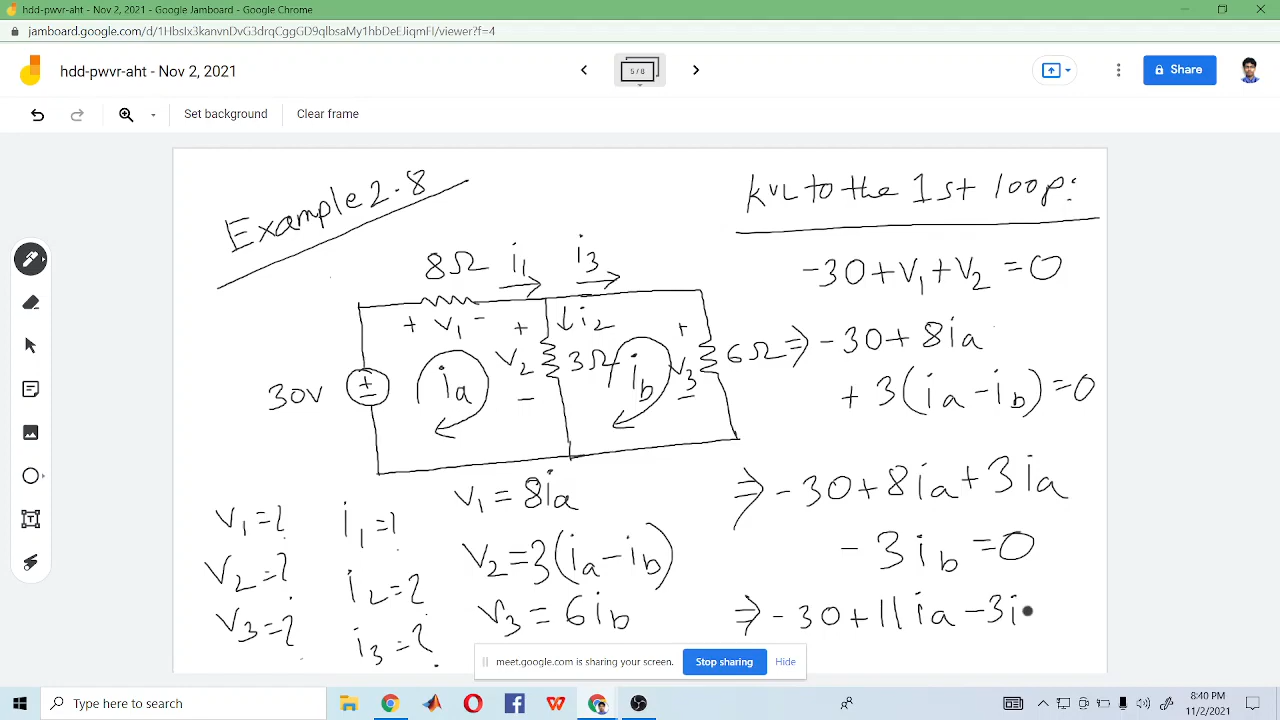 hdd-pwvr-aht - Nov 2, 2021 - Google Jamboard - Google Chrome
jamboard.google.com/d/1HbsIx3kanvnDvG3drqCggGD9qlbsaMy1hbDeEJiqmFI/viewer?f=4
hdd-pwvr-aht - Nov 2, 2021
5 / 8
Share
Set background
Clear frame
Example 2.8
8Ω i₁ i₃
+ v₁ -
+ v₂ -
i₂
3Ω
+ v₃ -
6Ω
30v
ia
ib
v₁ = ? i₁ = ?
v₂ = ? i₂ = ?
v₃ = ? i₃ = ?
v₁ = 8ia
v₂ = 3(ia - ib)
v₃ = 6ib
KVL to the 1st loop:
-30 + v₁ + v₂ = 0
⇒ -30 + 8ia
+ 3(ia - ib) = 0
⇒ -30 + 8ia + 3ia
- 3ib = 0
⇒ -30 + 11ia - 3i
meet.google.com is sharing your screen.
Stop sharing
Hide
Type here to search
8:40 PM
11/2/2021